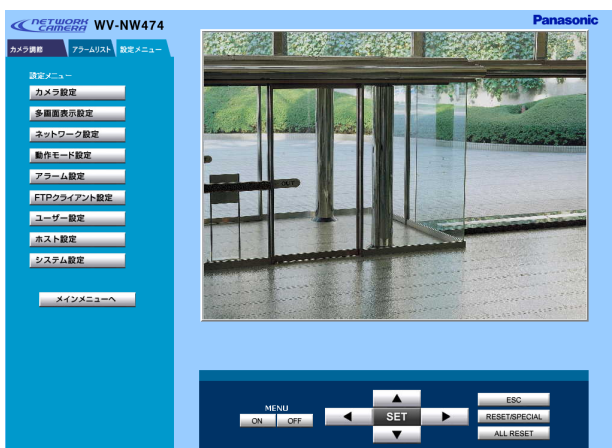 NETWORK CAMERA WV-NW474
Panasonic
カメラ調節 アラームリスト 設定メニュー
設定メニュー
カメラ設定
多画面表示設定
ネットワーク設定
動作モード設定
アラーム設定
FTPクライアント設定
ユーザー設定
ホスト設定
システム設定
メインメニューへ
MENU
ON OFF
SET
ESC
RESET/SPECIAL
ALL RESET